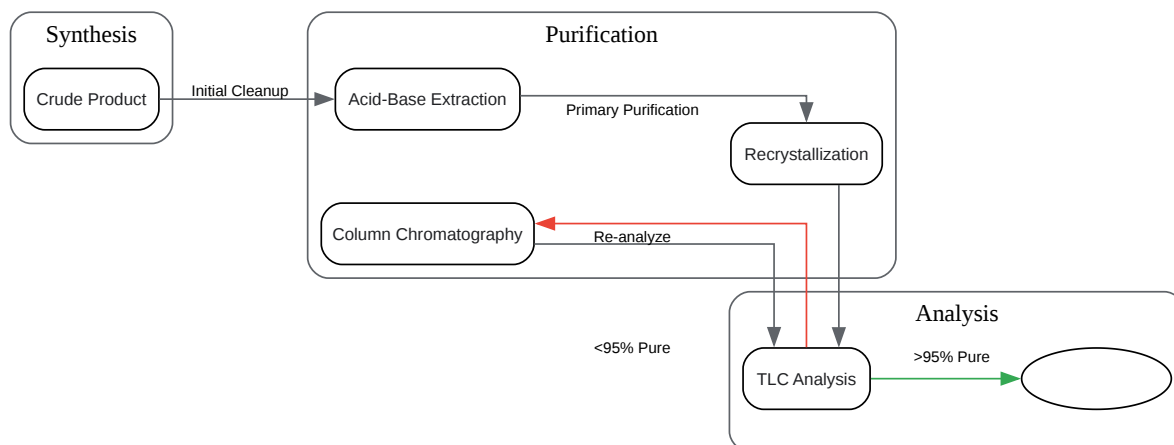 Synthesis
Purification
Crude Product
Initial Cleanup
Acid-Base Extraction
Primary Purification
Recrystallization
Column Chromatography
Re-analyze
Analysis
<95% Pure
TLC Analysis
>95% Pure